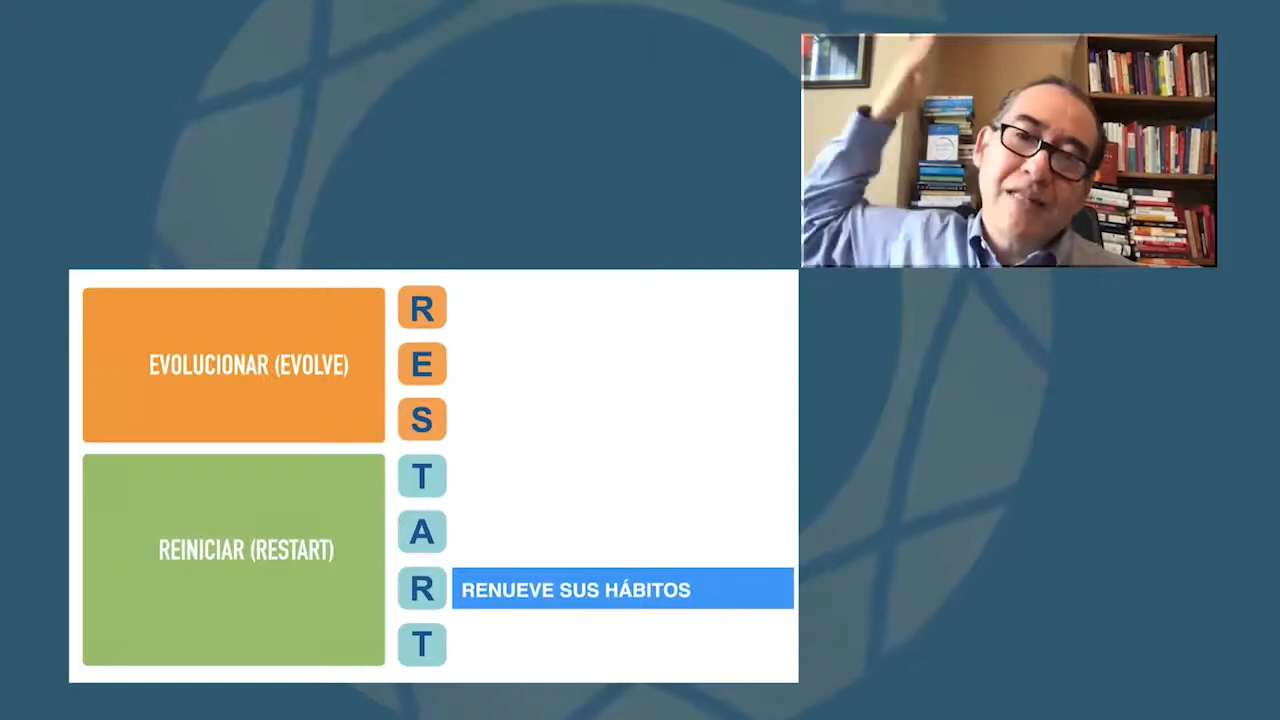 EVOLUCIONAR (EVOLVE)
REINICIAR (RESTART)
R
E
S
T
A
R
RENUEVE SUS HÁBITOS
T